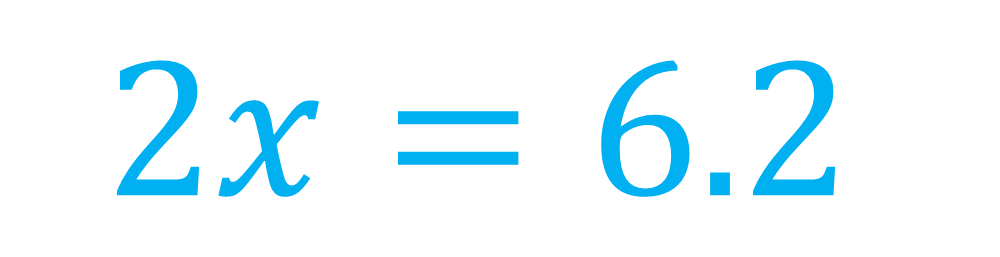 2x = 6.2